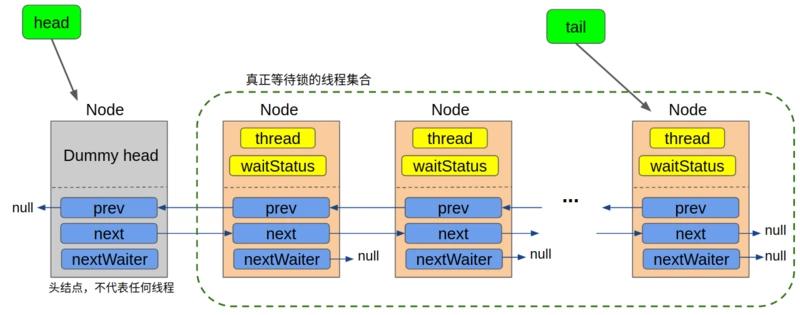 head
tail
真正等待锁的线程集合
Node
Node
Node
Node
Dummy head
thread
thread
thread
waitStatus
waitStatus
waitStatus
...
null
prev
prev
prev
prev
next
next
next
next
null
nextWaiter
nextWaiter
null
nextWaiter
null
nextWaiter
null
头结点，不代表任何线程